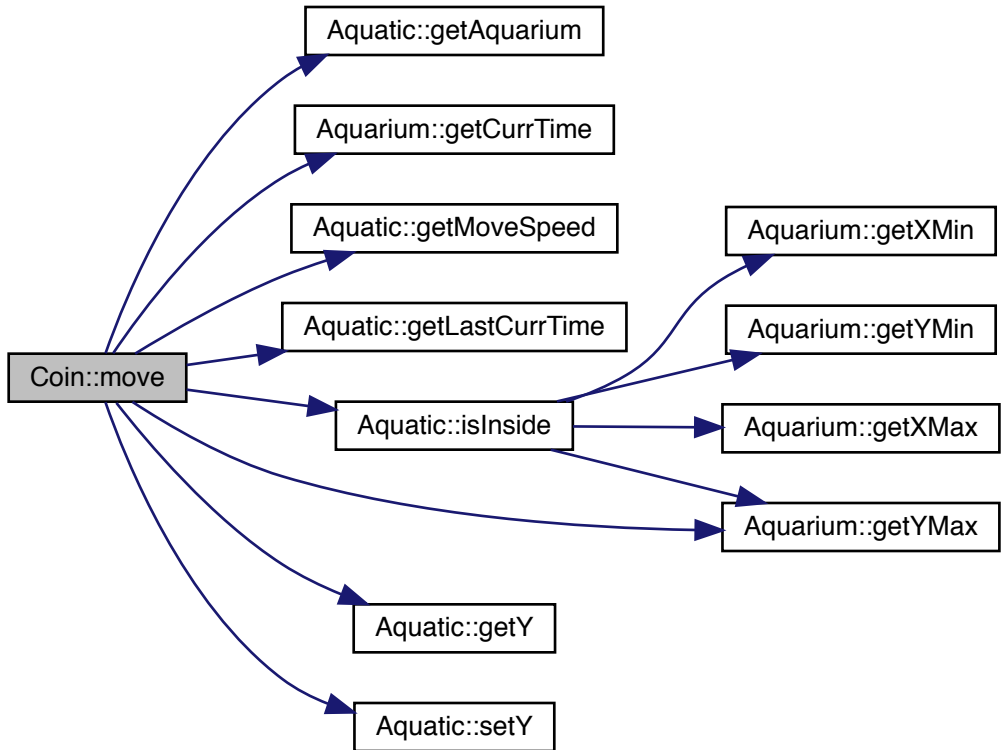 Aquatic::getAquarium
Aquarium::getCurrTime
Aquatic::getMoveSpeed
Aquarium::getXMin
Aquatic::getLastCurrTime
Aquarium::getYMin
Coin::move
Aquatic::isInside
Aquarium::getXMax
Aquarium::getYMax
Aquatic::getY
Aquatic::setY